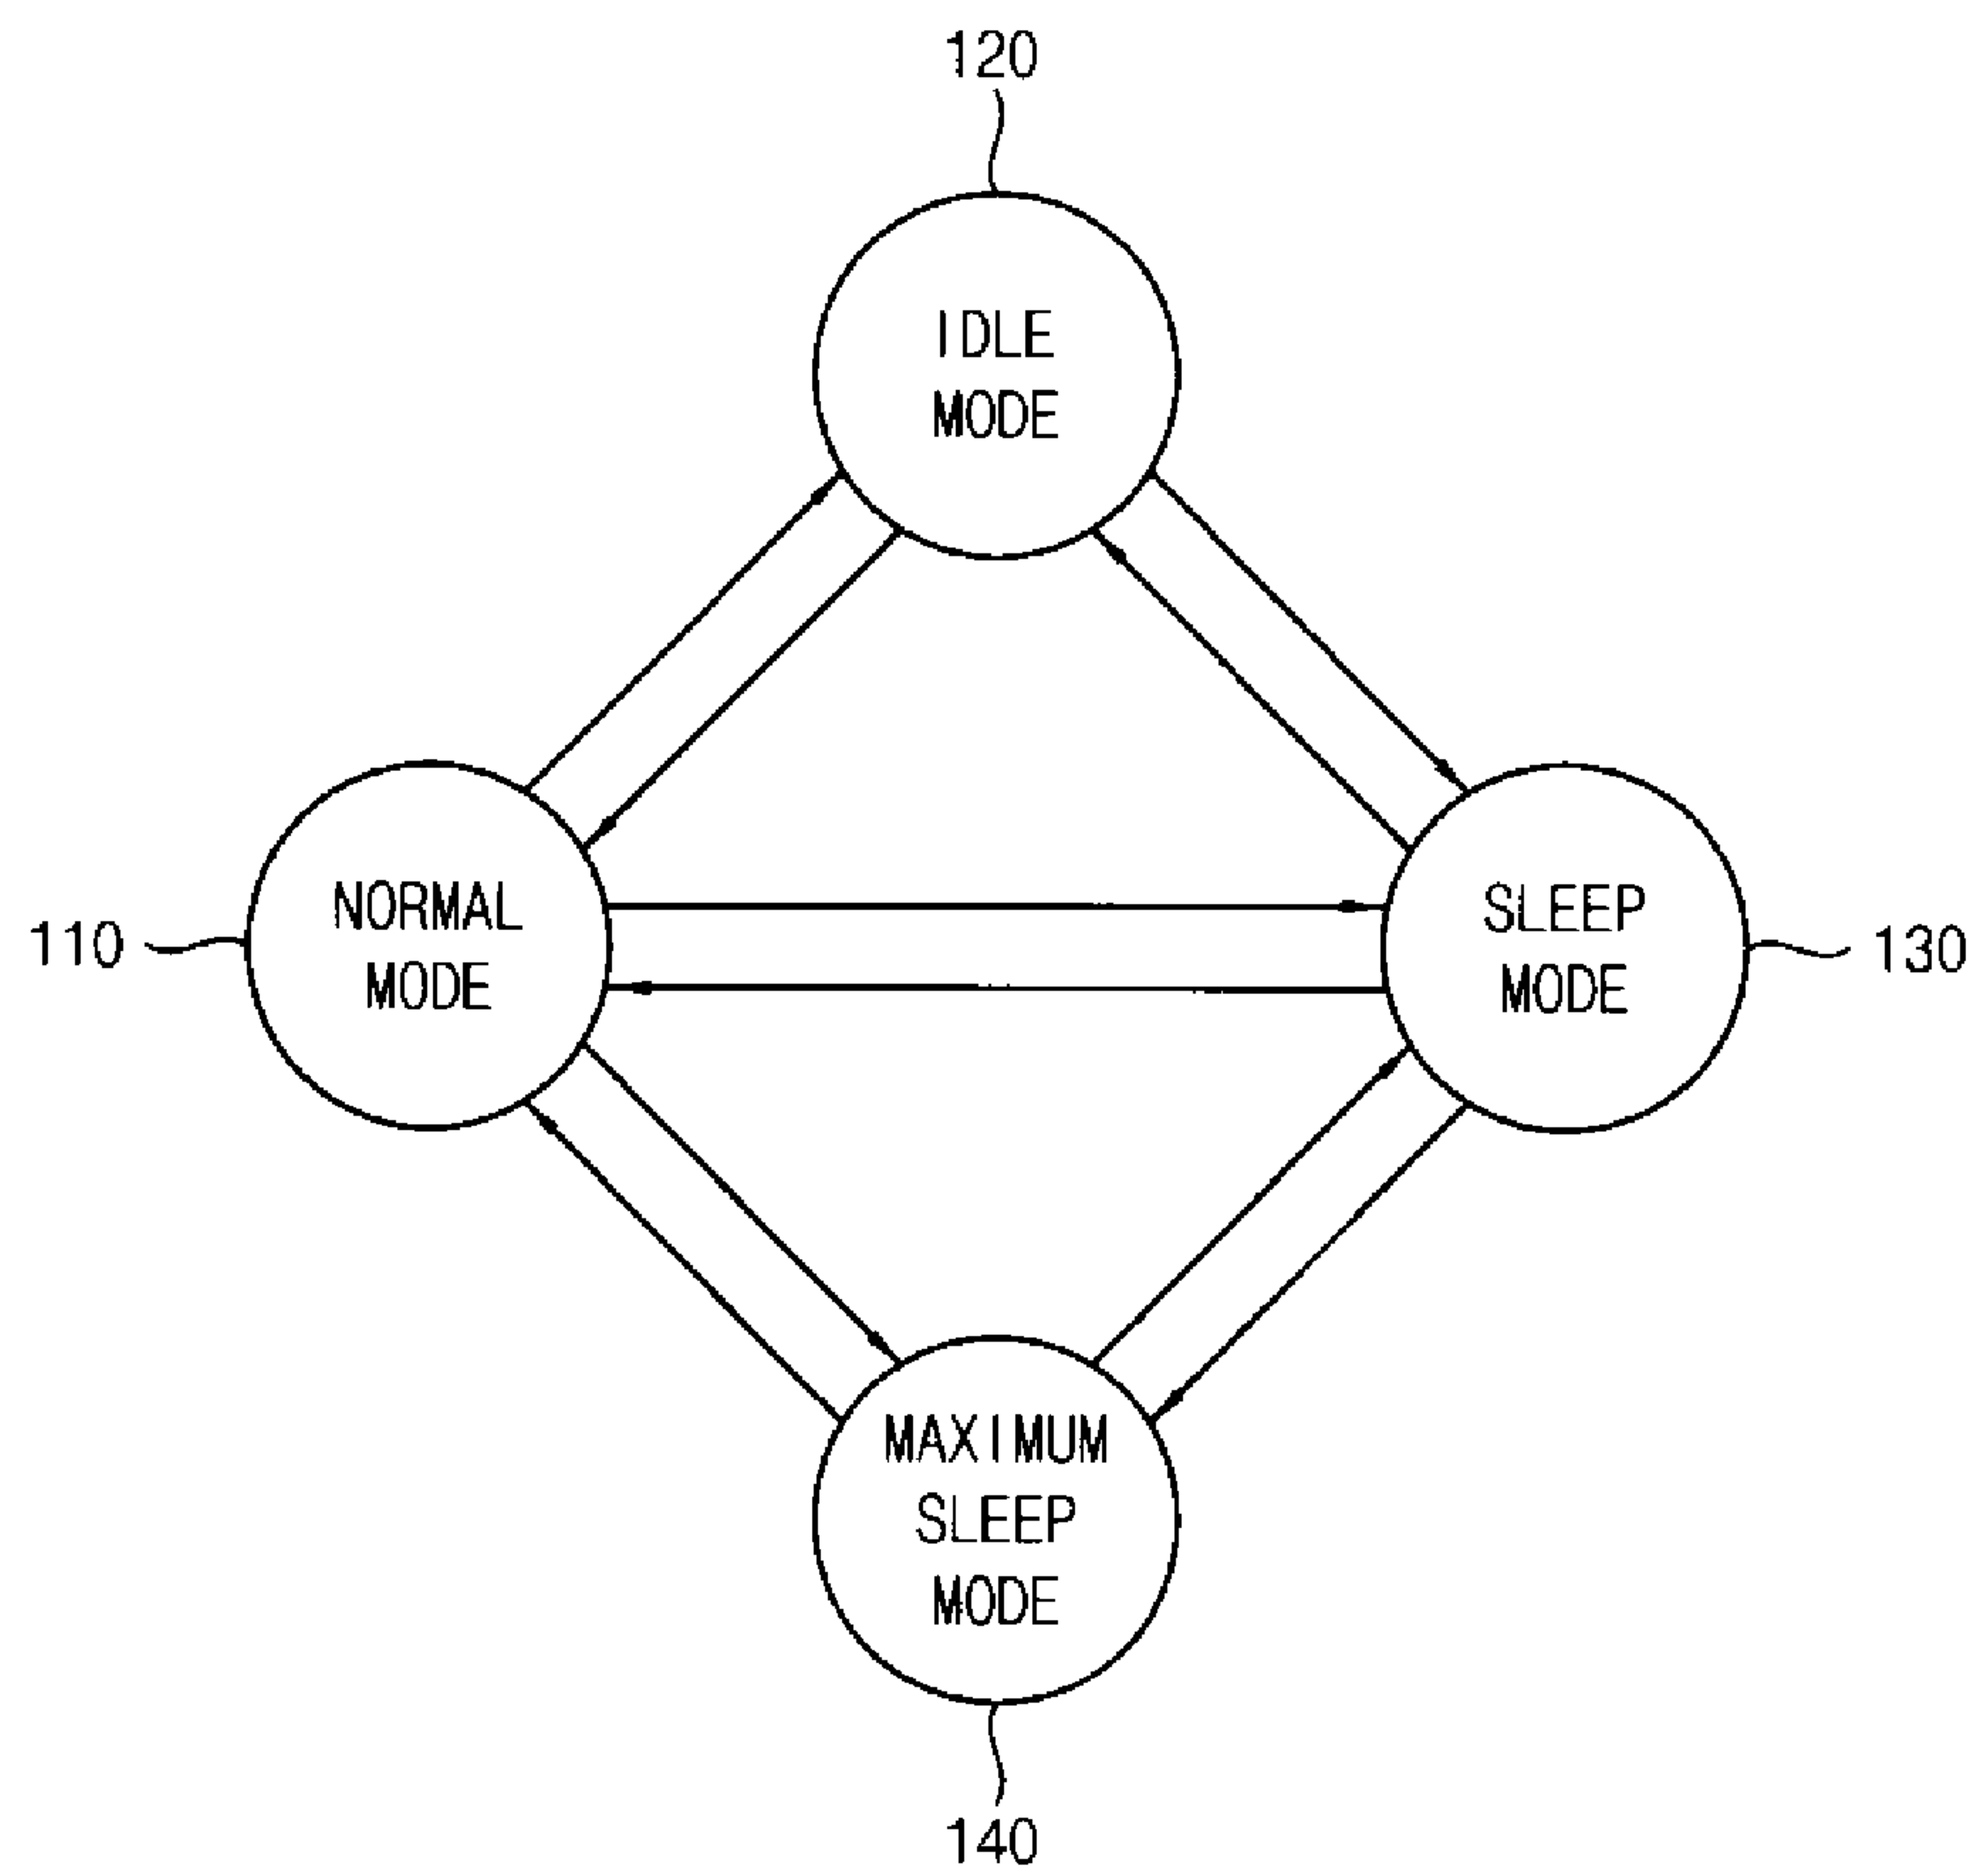 120
IDLE
MODE
NORMAL
MODE
110
SLEEP
MODE
130
MAXIMUM
SLEEP
MODE
140